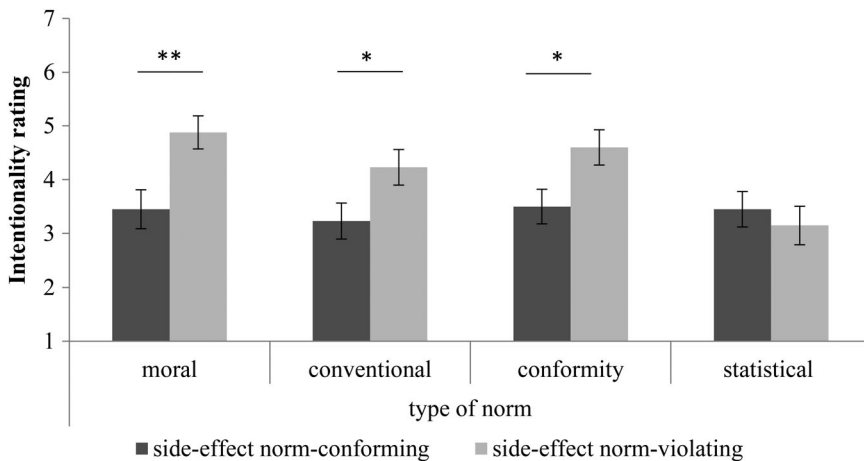 7
** * *
6
5
4
3
2
1
Intentionality rating
moral conventional conformity statistical
type of norm
side-effect norm-conforming side-effect norm-violating